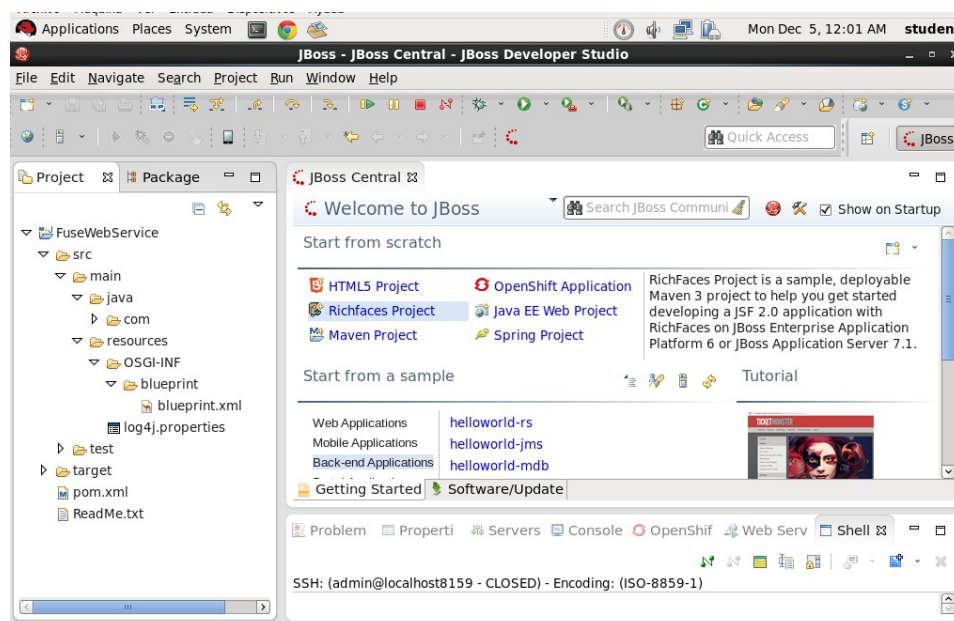 Applications Places System
Mon Dec 5, 12:01 AM studen
JBoss - JBoss Central - JBoss Developer Studio
File Edit Navigate Search Project Run Window Help
Quick Access
JBoss
Project
Package
FuseWebService
src
main
java
com
resources
OSGI-INF
blueprint
blueprint.xml
log4j.properties
test
target
pom.xml
ReadMe.txt
JBoss Central
Welcome to JBoss
Search JBoss Communi
Show on Startup
Start from scratch
HTML5 Project
OpenShift Application
Richfaces Project
Java EE Web Project
Maven Project
Spring Project
RichFaces Project is a sample, deployable
Maven 3 project to help you get started
developing a JSF 2.0 application with
RichFaces on JBoss Enterprise Application
Platform 6 or JBoss Application Server 7.1.
Start from a sample
Tutorial
Web Applications
Mobile Applications
Back-end Applications
helloworld-rs
helloworld-jms
helloworld-mdb
TICKETMONSTER
Getting Started
Software/Update
Problem Properti Servers Console OpenShif Web Serv Shell
SSH: (admin@localhost8159 - CLOSED) - Encoding: (ISO-8859-1)